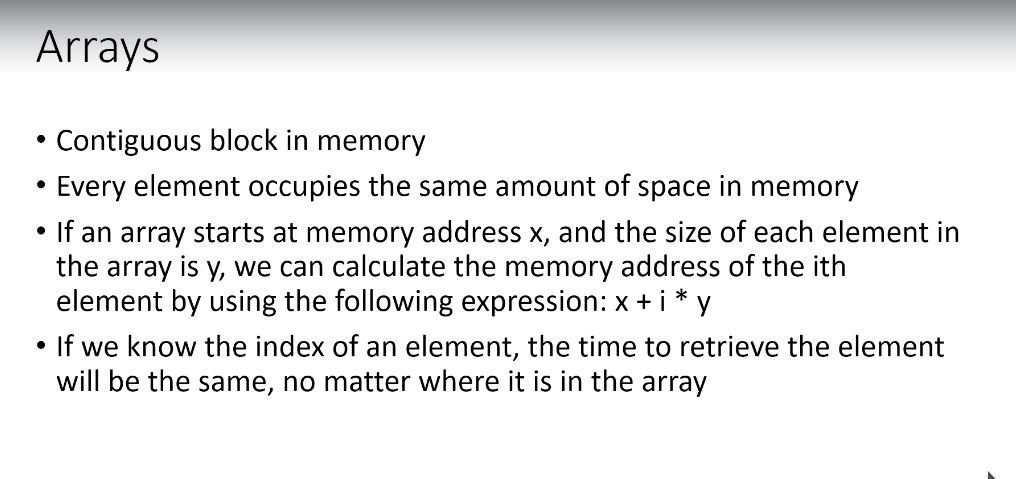 Arrays
• Contiguous block in memory
• Every element occupies the same amount of space in memory
• If an array starts at memory address x, and the size of each element in
the array is y, we can calculate the memory address of the ith
element by using the following expression: x + i * y
• If we know the index of an element, the time to retrieve the element
will be the same, no matter where it is in the array